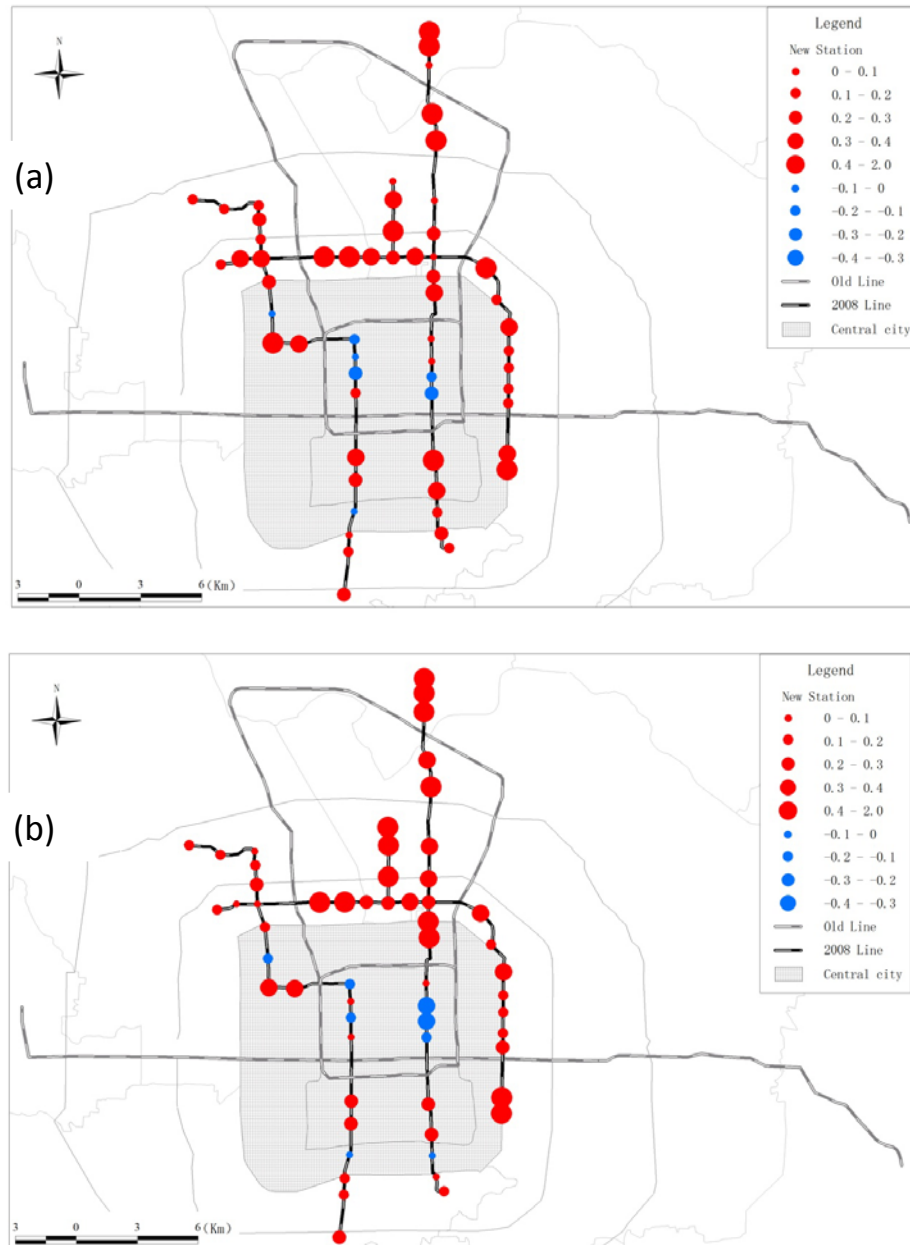 Legend
N
New Station
0 - 0.1
0.1 - 0.2
0.2 - 0.3
0.3 - 0.4
0.4 - 2.0
-0.1 - 0
-0.2 - -0.1
-0.3 - -0.2
-0.4 - -0.3
Old Line
2008 Line
Central city
(a)
3 0 3 6(Km)
Legend
N
New Station
0 - 0.1
0.1 - 0.2
0.2 - 0.3
0.3 - 0.4
0.4 - 2.0
-0.1 - 0
-0.2 - -0.1
-0.3 - -0.2
-0.4 - -0.3
Old Line
2008 Line
Central city
(b)
3 0 3 6(Km)